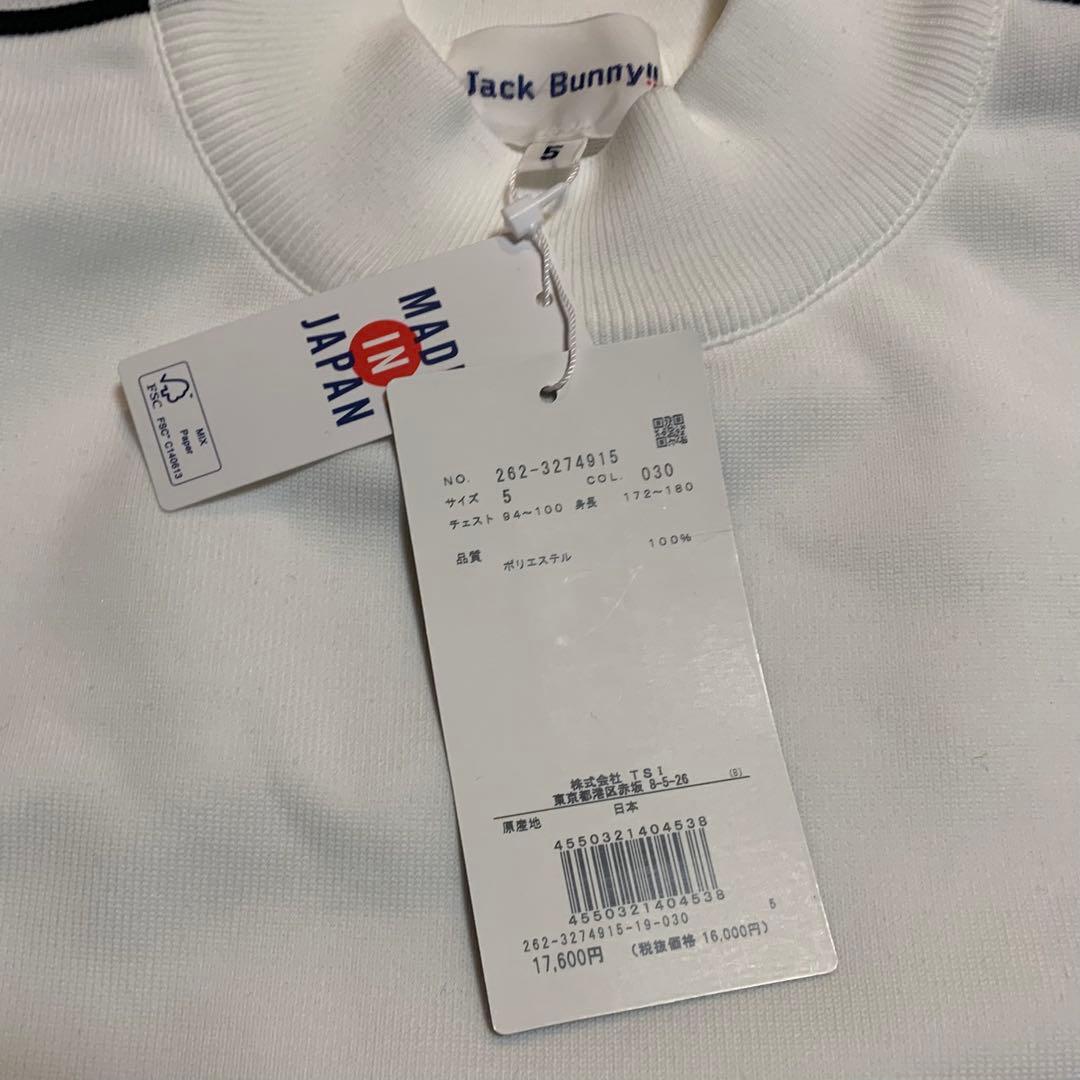 Jack Bunny!!
5
MADE
IN
JAPAN
FSC
MIX
Paper
FSC® C140613
NO. 262-3274915
サイズ 5 COL. 030
チェスト 94～100 身長 172～180
品質 ポリエステル 100%
株式会社 TSI
東京都港区赤坂 8-5-26 (B)
原産地 日本
4550321404538
4550321404538
262-3274915-19-030 5
17,600円 (税抜価格 16,000円)